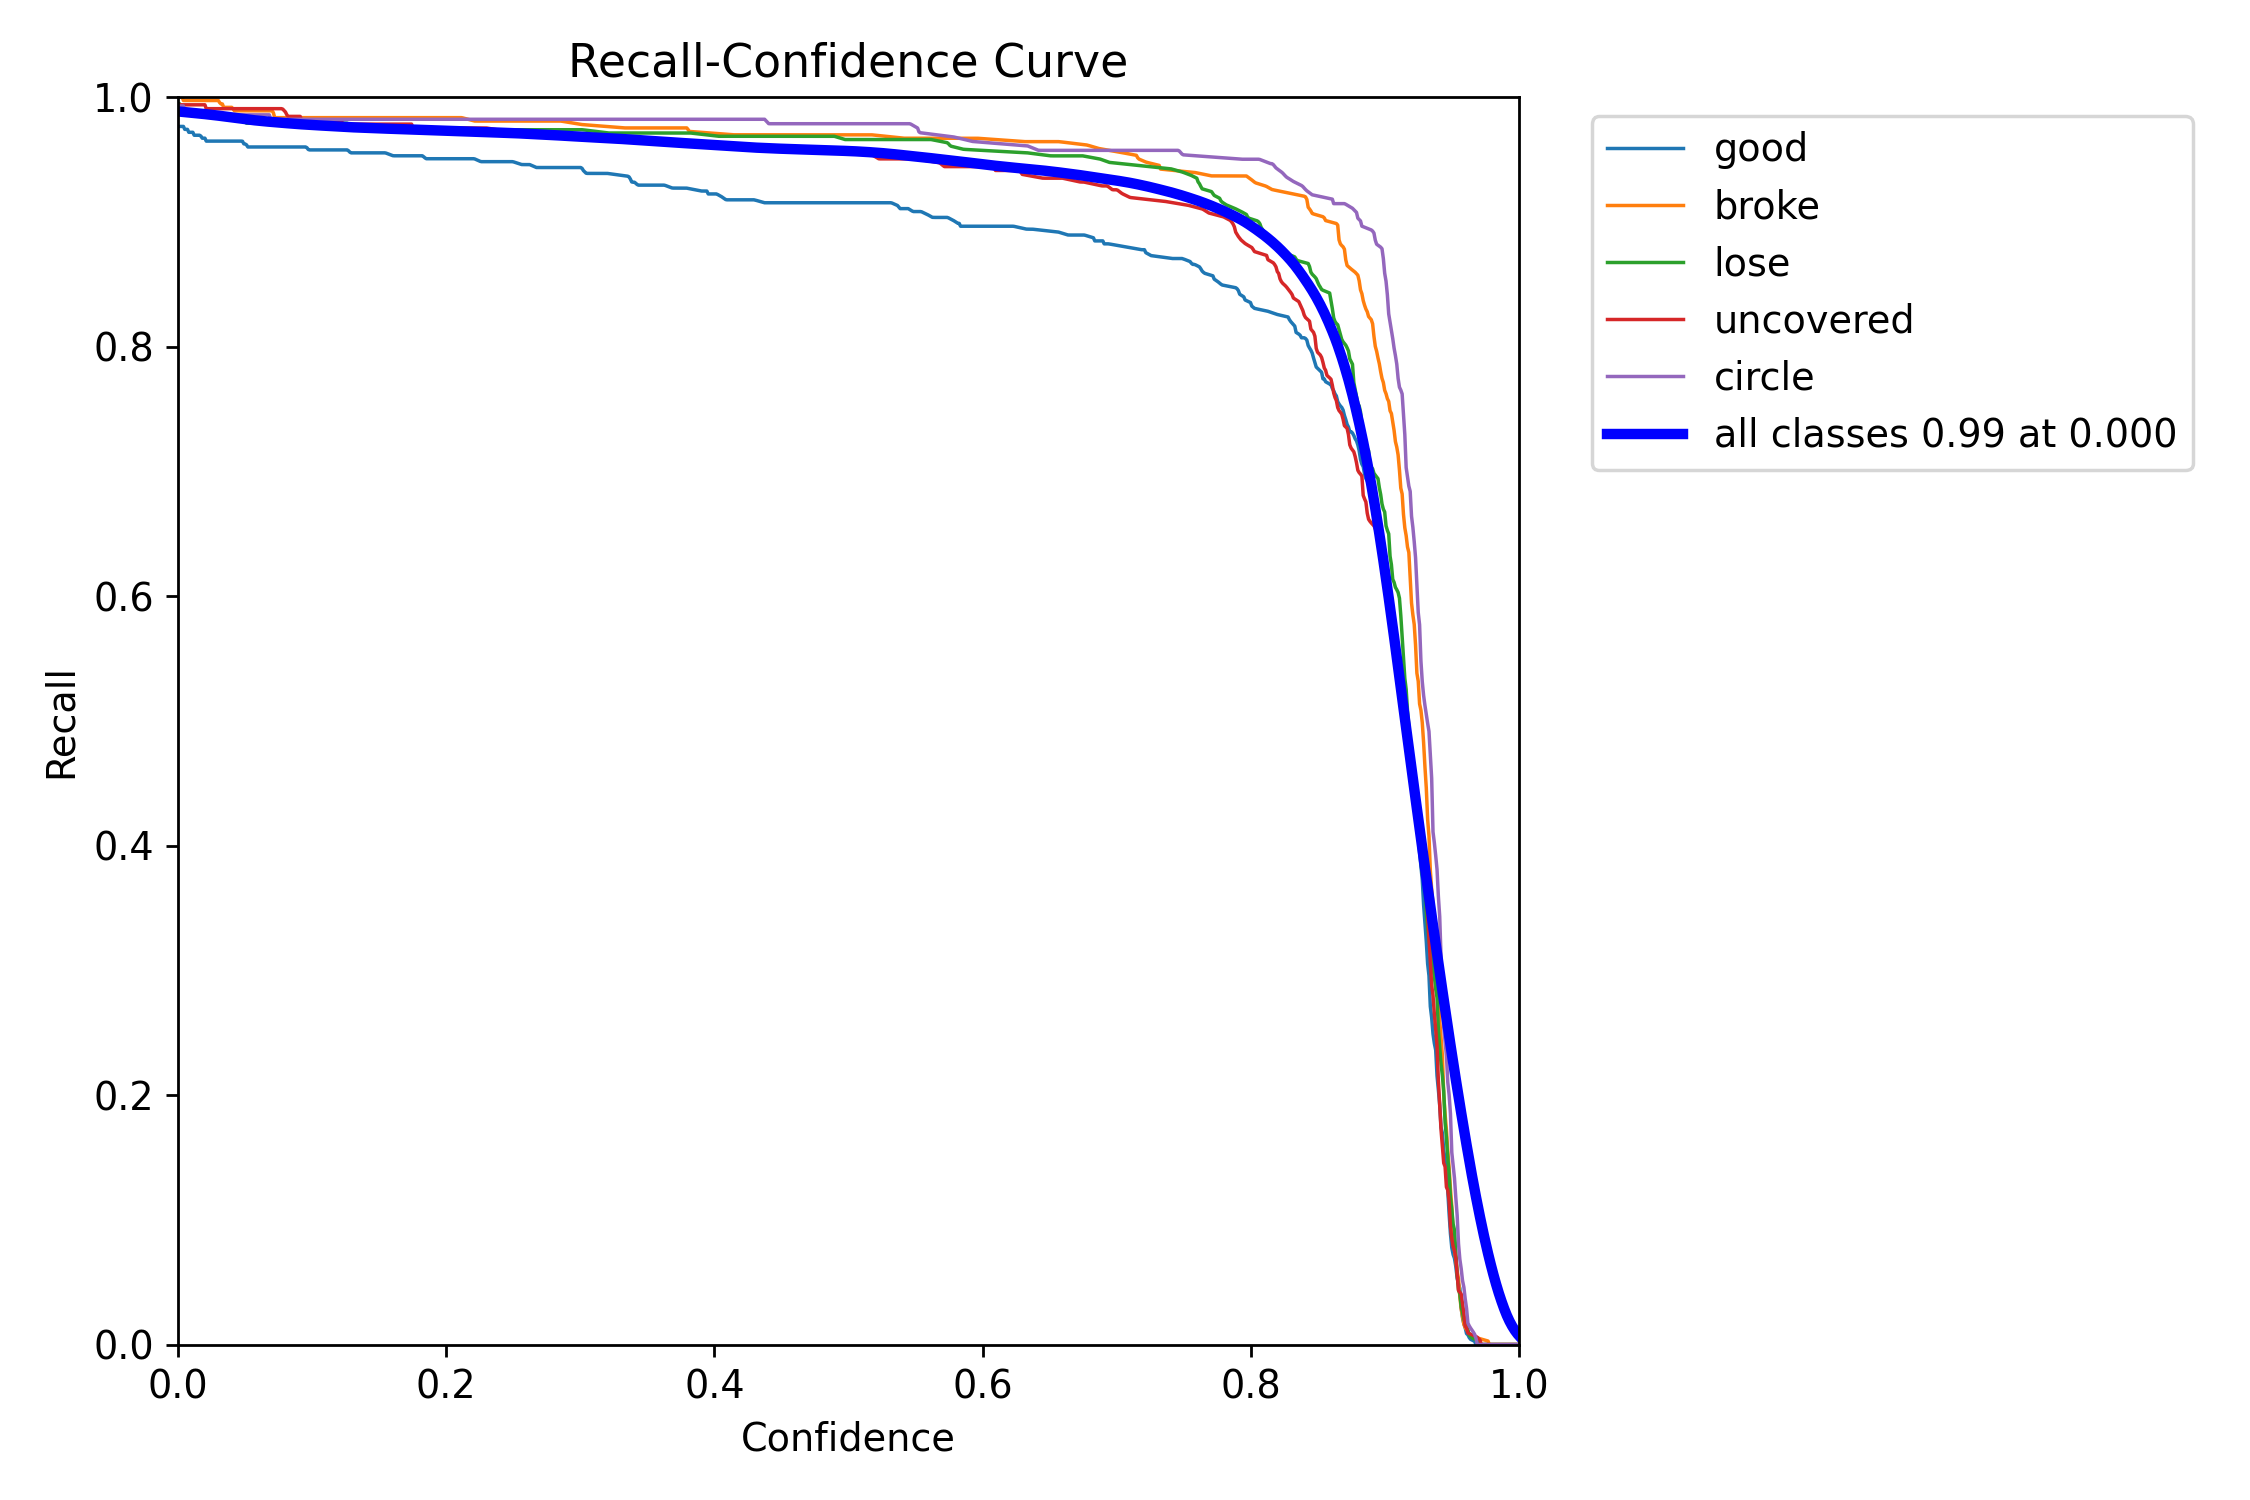 Recall-Confidence Curve
1.0
0.8
0.6
0.4
0.2
0.0
Recall
0.0 0.2 0.4 0.6 0.8 1.0
Confidence
good
broke
lose
uncovered
circle
all classes 0.99 at 0.000